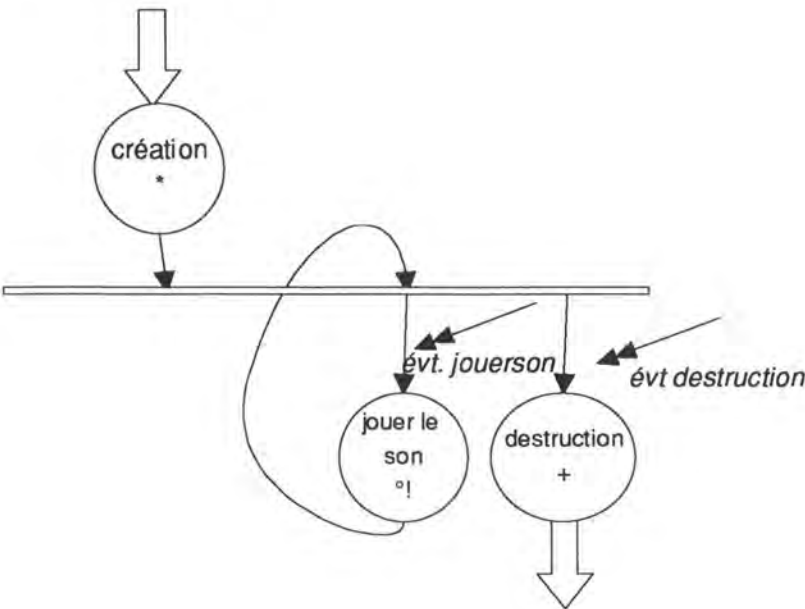 création
*
évt. jouerson
évt destruction
jouer le
son
°!
destruction
+